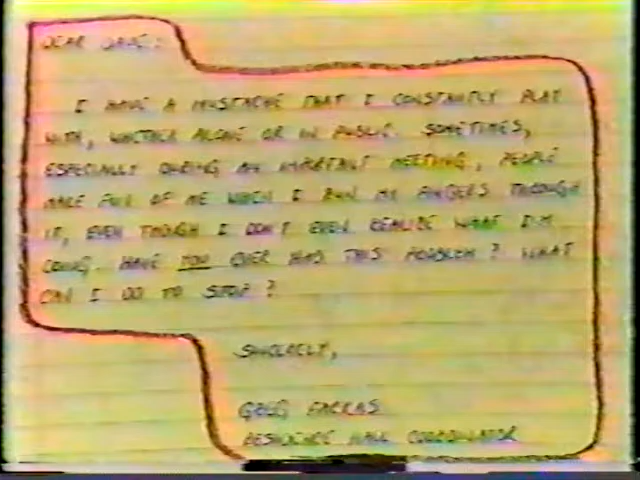 DEAR DAVE:
I HAVE A MUSTACHE THAT I CONSTANTLY PLAY
WITH, WHETHER ALONE OR IN PUBLIC. SOMETIMES,
ESPECIALLY DURING AN IMPORTANT MEETING, PEOPLE
MAKE FUN OF ME WHEN I RUN MY FINGERS THROUGH
IT, EVEN THOUGH I DON'T EVEN REALIZE WHAT I'M
DOING. HAVE YOU EVER HAD THIS PROBLEM? WHAT
CAN I DO TO STOP?
SINCERELY,
GREG FARKAS
RESIDENCE HALL COORDINATOR